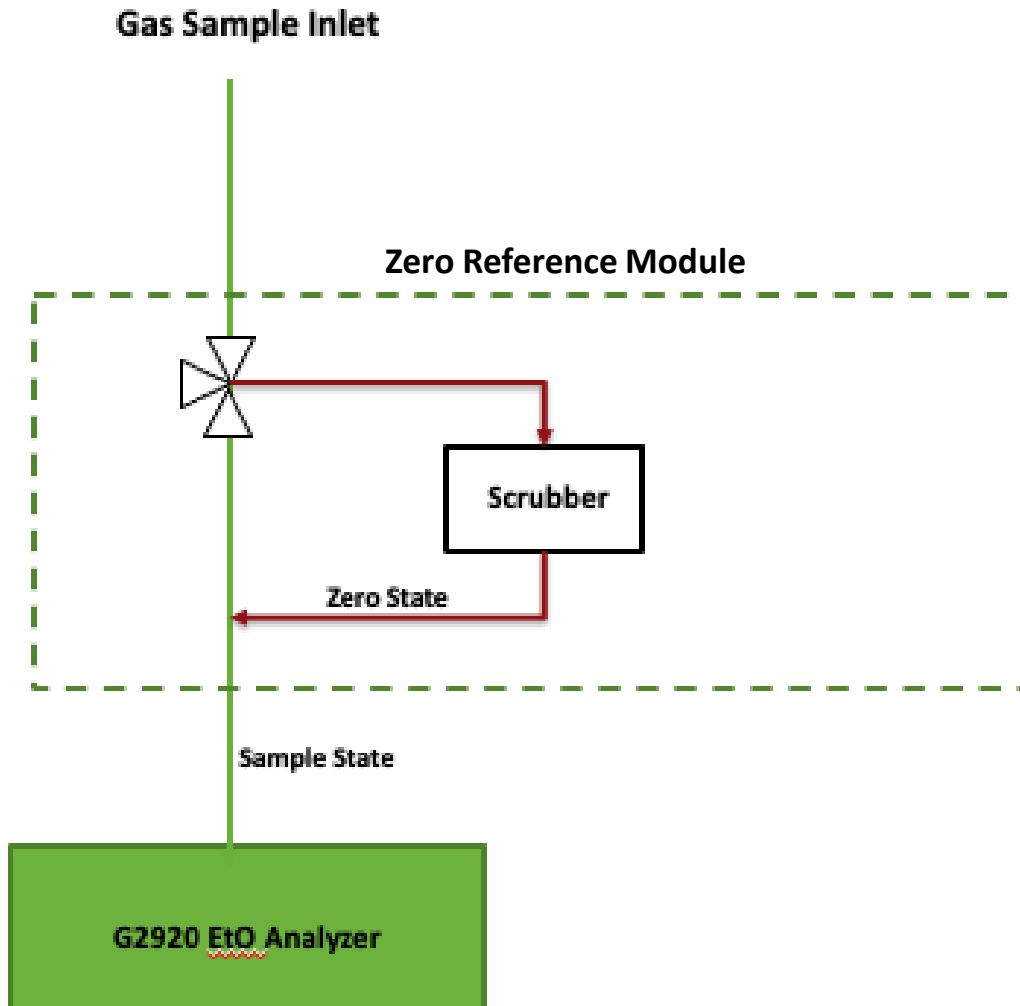 Gas Sample Inlet
Zero Reference Module
Scrubber
Zero State
Sample State
G2920 EtO Analyzer